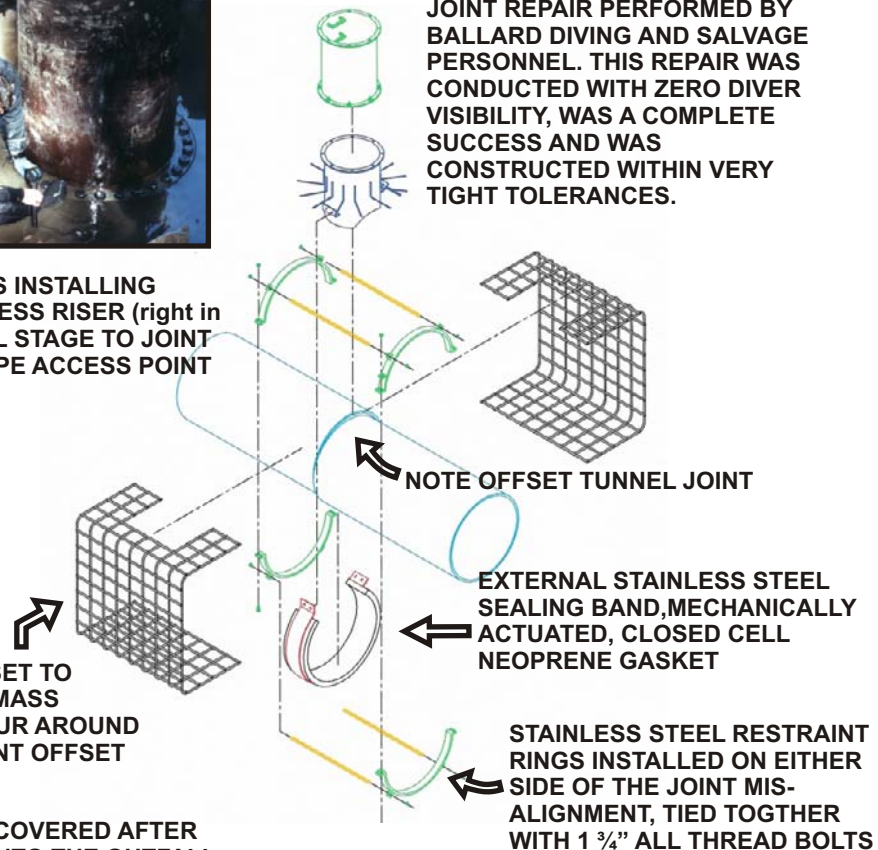 JOINT REPAIR PERFORMED BY
BALLARD DIVING AND SALVAGE
PERSONNEL. THIS REPAIR WAS
CONDUCTED WITH ZERO DIVER
VISIBILITY, WAS A COMPLETE
SUCCESS AND WAS
CONSTRUCTED WITHIN VERY
TIGHT TOLERANCES.
S INSTALLING
ESS RISER (right in
L STAGE TO JOINT
PE ACCESS POINT
NOTE OFFSET TUNNEL JOINT
EXTERNAL STAINLESS STEEL
SEALING BAND,MECHANICALLY
ACTUATED, CLOSED CELL
NEOPRENE GASKET
SET TO
MASS
UR AROUND
NT OFFSET
STAINLESS STEEL RESTRAINT
RINGS INSTALLED ON EITHER
SIDE OF THE JOINT MIS-
ALIGNMENT, TIED TOGTHER
WITH 1 ¾” ALL THREAD BOLTS
COVERED AFTER